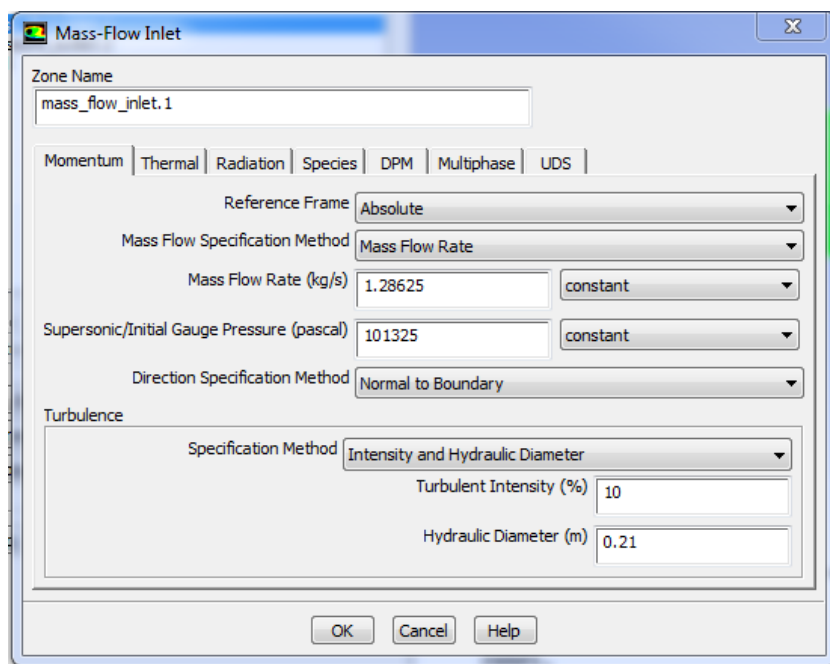 Mass-Flow Inlet
Zone Name
mass_flow_inlet.1
Momentum Thermal Radiation Species DPM Multiphase UDS
Reference Frame Absolute
Mass Flow Specification Method Mass Flow Rate
Mass Flow Rate (kg/s) 1.28625 constant
Supersonic/Initial Gauge Pressure (pascal) 101325 constant
Direction Specification Method Normal to Boundary
Turbulence
Specification Method Intensity and Hydraulic Diameter
Turbulent Intensity (%) 10
Hydraulic Diameter (m) 0.21
OK Cancel Help